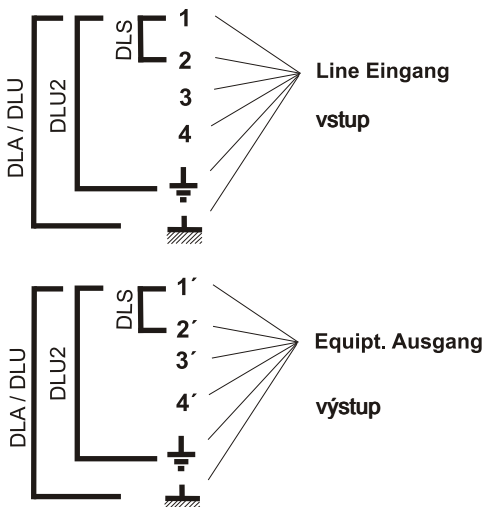 DLA / DLU
DLU2
DLS
1
2
3
4
Line Eingang
vstup
DLA / DLU
DLU2
DLS
1´
2´
3´
4´
Equipt. Ausgang
výstup